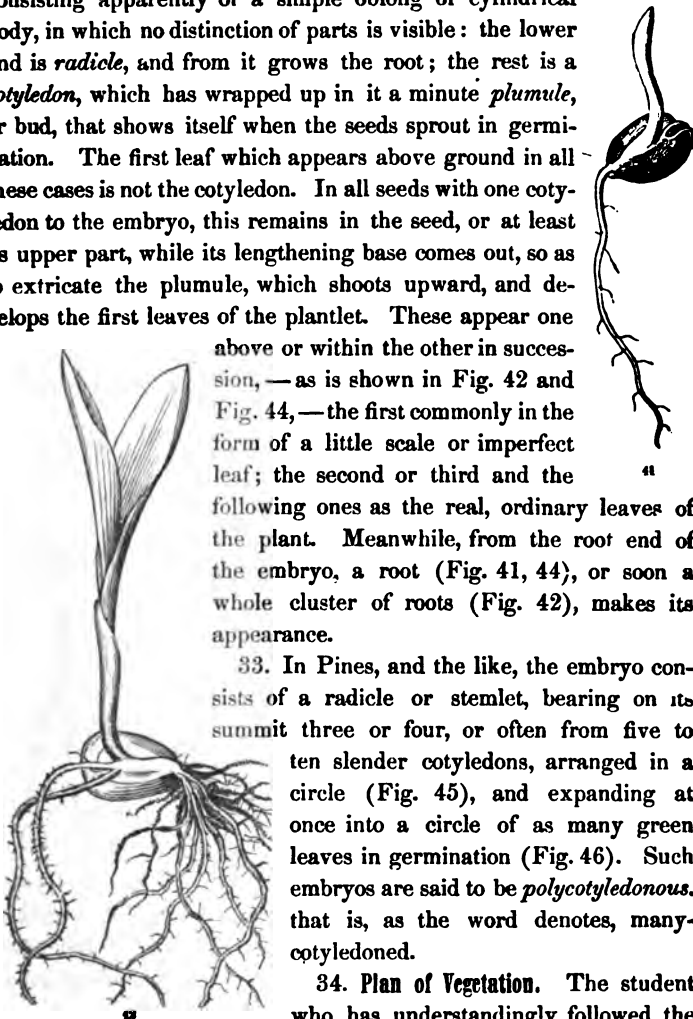 apparently of a simple oblong or cylindrical
ody, in which no distinction of parts is visible : the lower
nd is radicle, and from it grows the root ; the rest is a
otyledon, which has wrapped up in it a minute plumule,
r bud, that shows itself when the seeds sprout in germi-
ation. The first leaf which appears above ground in all
hese cases is not the cotyledon. In all seeds with one coty-
edon to the embryo, this remains in the seed, or at least
s upper part, while its lengthening base comes out, so as
o extricate the plumule, which shoots upward, and de-
elops the first leaves of the plantlet. These appear one
above or within the other in succes-
sion, — as is shown in Fig. 42 and
Fig. 44, — the first commonly in the
form of a little scale or imperfect
leaf ; the second or third and the
41
following ones as the real, ordinary leaves of
the plant. Meanwhile, from the root end of
the embryo, a root (Fig. 41, 44), or soon a
whole cluster of roots (Fig. 42), makes its
appearance.
33. In Pines, and the like, the embryo con-
sists of a radicle or stemlet, bearing on its
summit three or four, or often from five to
ten slender cotyledons, arranged in a
circle (Fig. 45), and expanding at
once into a circle of as many green
leaves in germination (Fig. 46). Such
embryos are said to be polycotyledonous,
that is, as the word denotes, many-
cotyledoned.
34. Plan of Vegetation. The student
who has understandingly followed the
42